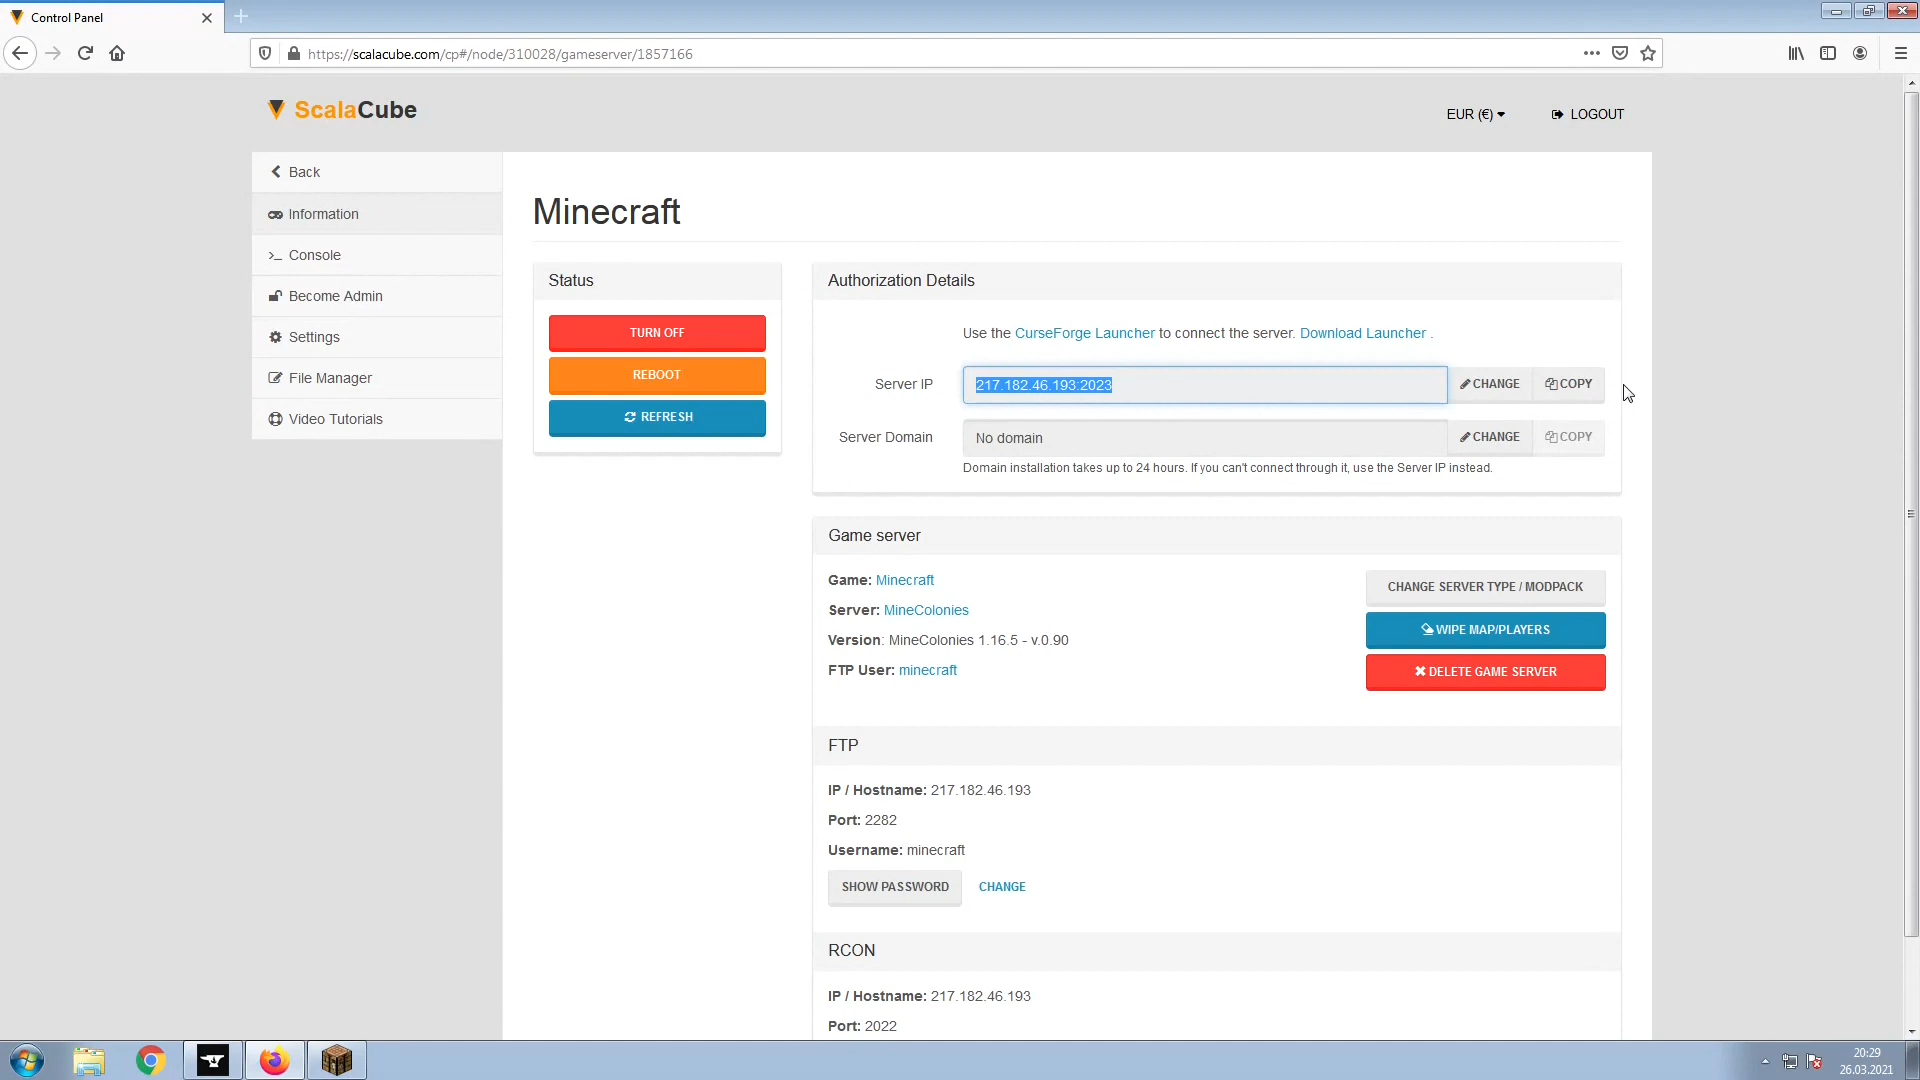 Control Panel
https://scalacube.com/cp#/node/310028/gameserver/1857166
ScalaCube
EUR (€)
LOGOUT
Back
Information
Console
Become Admin
Settings
File Manager
Video Tutorials
Minecraft
Status
TURN OFF
REBOOT
REFRESH
Authorization Details
Use the CurseForge Launcher to connect the server. Download Launcher .
Server IP
217.182.46.193:2023
CHANGE
COPY
Server Domain
No domain
CHANGE
COPY
Domain installation takes up to 24 hours. If you can't connect through it, use the Server IP instead.
Game server
Game: Minecraft
Server: MineColonies
Version: MineColonies 1.16.5 - v.0.90
FTP User: minecraft
CHANGE SERVER TYPE / MODPACK
WIPE MAP/PLAYERS
DELETE GAME SERVER
FTP
IP / Hostname: 217.182.46.193
Port: 2282
Username: minecraft
SHOW PASSWORD
CHANGE
RCON
IP / Hostname: 217.182.46.193
Port: 2022
20:29
26.03.2021